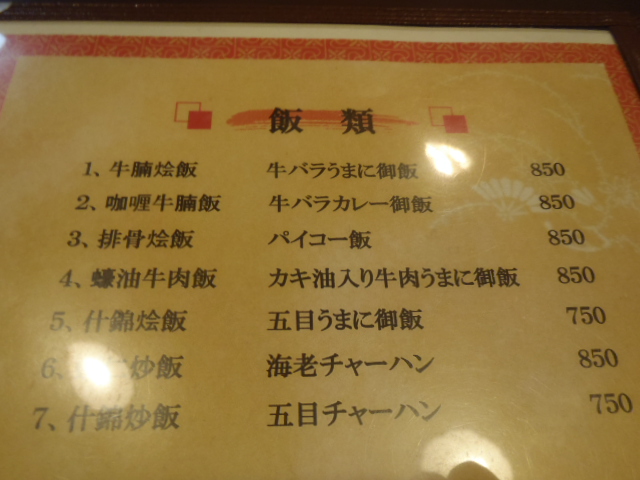 飯 類
1、牛腩烩飯 牛バラうまに御飯 850
2、咖喱牛腩飯 牛バラカレー御飯 850
3、排骨烩飯 パイコー飯 850
4、蠔油牛肉飯 カキ油入り牛肉うまに御飯 850
5、什錦烩飯 五目うまに御飯 750
6、炒飯 海老チャーハン 850
7、什錦炒飯 五目チャーハン 750